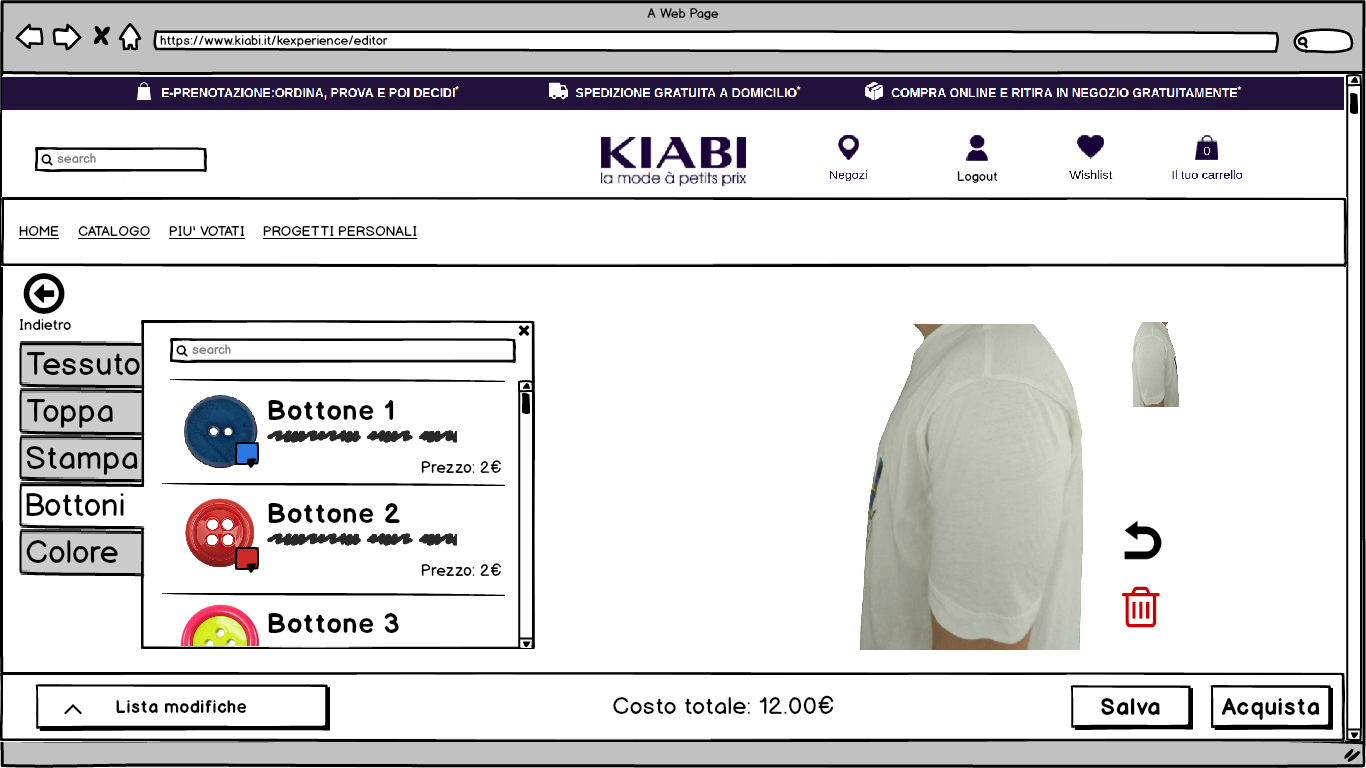 A Web Page
https://www.kiabi.it/kexperience/editor
E-PRENOTAZIONE:ORDINA, PROVA E POI DECIDI*
SPEDIZIONE GRATUITA A DOMICILIO*
COMPRA ONLINE E RITIRA IN NEGOZIO GRATUITAMENTE*
search
KIABI
la mode à petits prix
Negozi
Logout
Wishlist
0
Il tuo carrello
HOME
CATALOGO
PIU' VOTATI
PROGETTI PERSONALI
Indietro
Tessuto
Toppa
Stampa
Bottoni
Colore
search
Bottone 1
Prezzo: 2€
Bottone 2
Prezzo: 2€
Bottone 3
Lista modifiche
Costo totale: 12.00€
Salva
Acquista